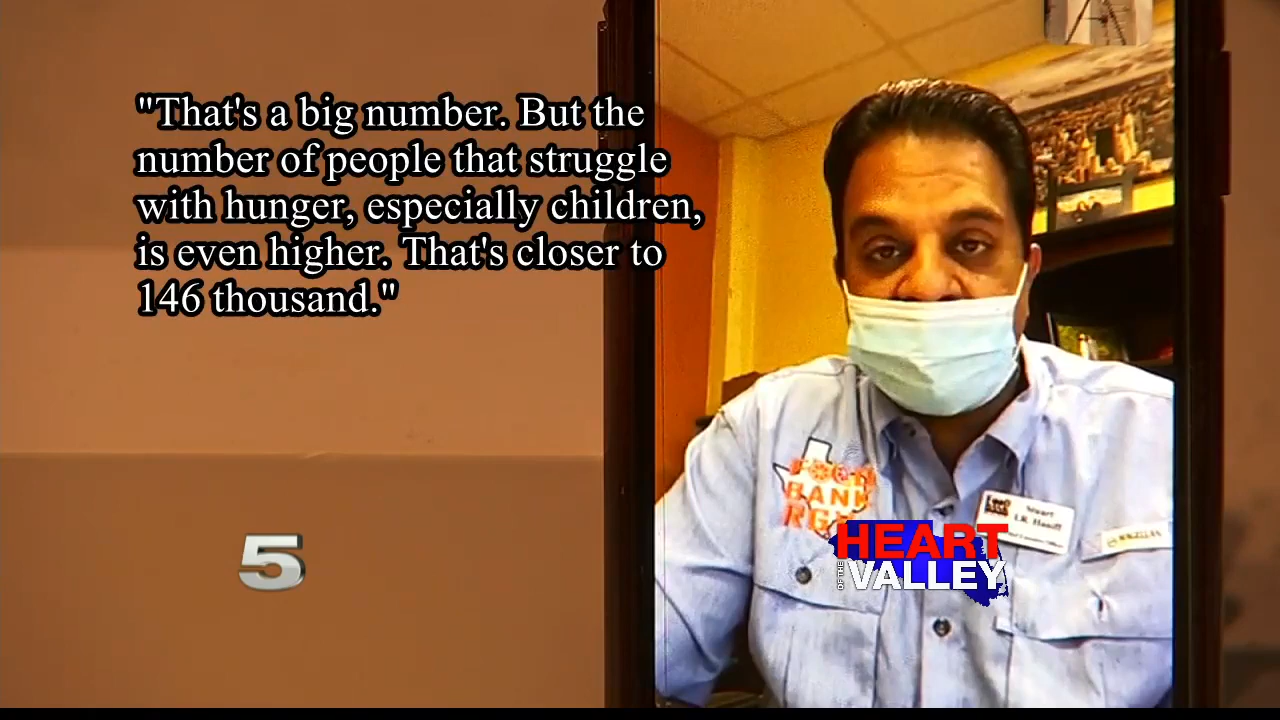 "That's a big number. But the
number of people that struggle
with hunger, especially children,
is even higher. That's closer to
146 thousand."
5
FOOD
BANK
RGV
Stuart
HEART
OF THE
VALLEY